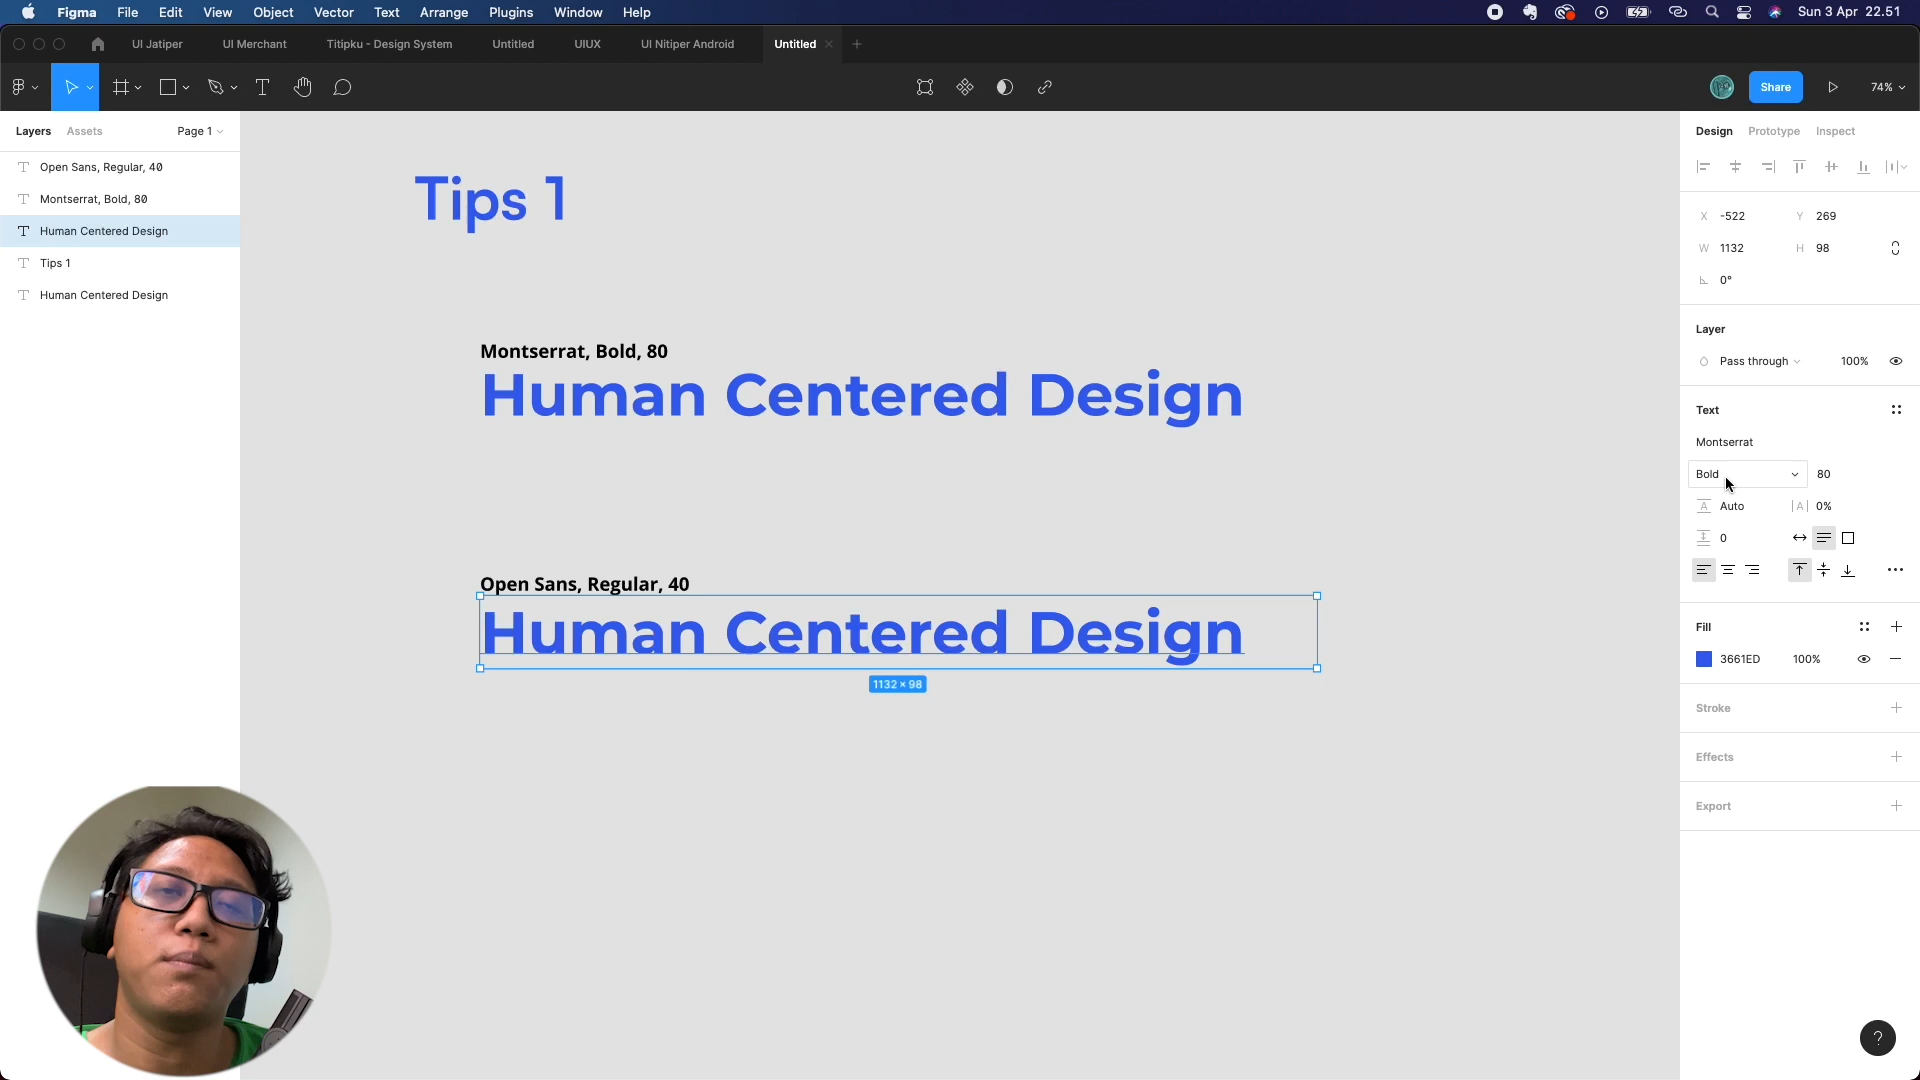 Figma File Edit View Object Vector Text Arrange Plugins Window Help Sun 3 Apr 22.51
UI Jatiper UI Merchant Titipku - Design System Untitled UIUX UI Nitiper Android Untitled
Share 74%
Layers Assets Page 1
Open Sans, Regular, 40
Montserrat, Bold, 80
Human Centered Design
Tips 1
Human Centered Design
Tips 1
Montserrat, Bold, 80
Human Centered Design
Open Sans, Regular, 40
Human Centered Design
1132 × 98
Design Prototype Inspect
X -522 Y 269
W 1132 H 98
0°
Layer
Pass through 100%
Text
Montserrat
Bold 80
A Auto |A| 0%
0
Fill
3661ED 100%
Stroke
Effects
Export
?